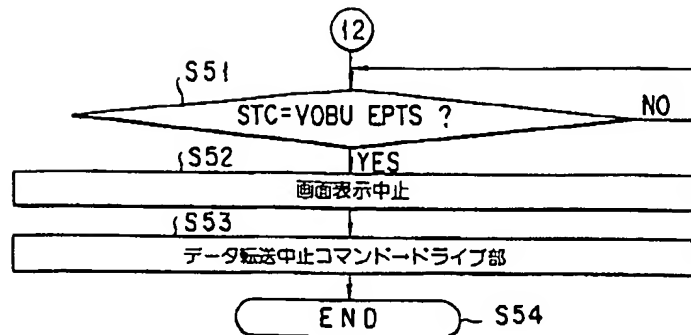 12
S51
STC=VOBU EPTS ?
NO
YES
S52
画面表示中止
S53
データ転送中止コマンド→ドライブ部
END
S54